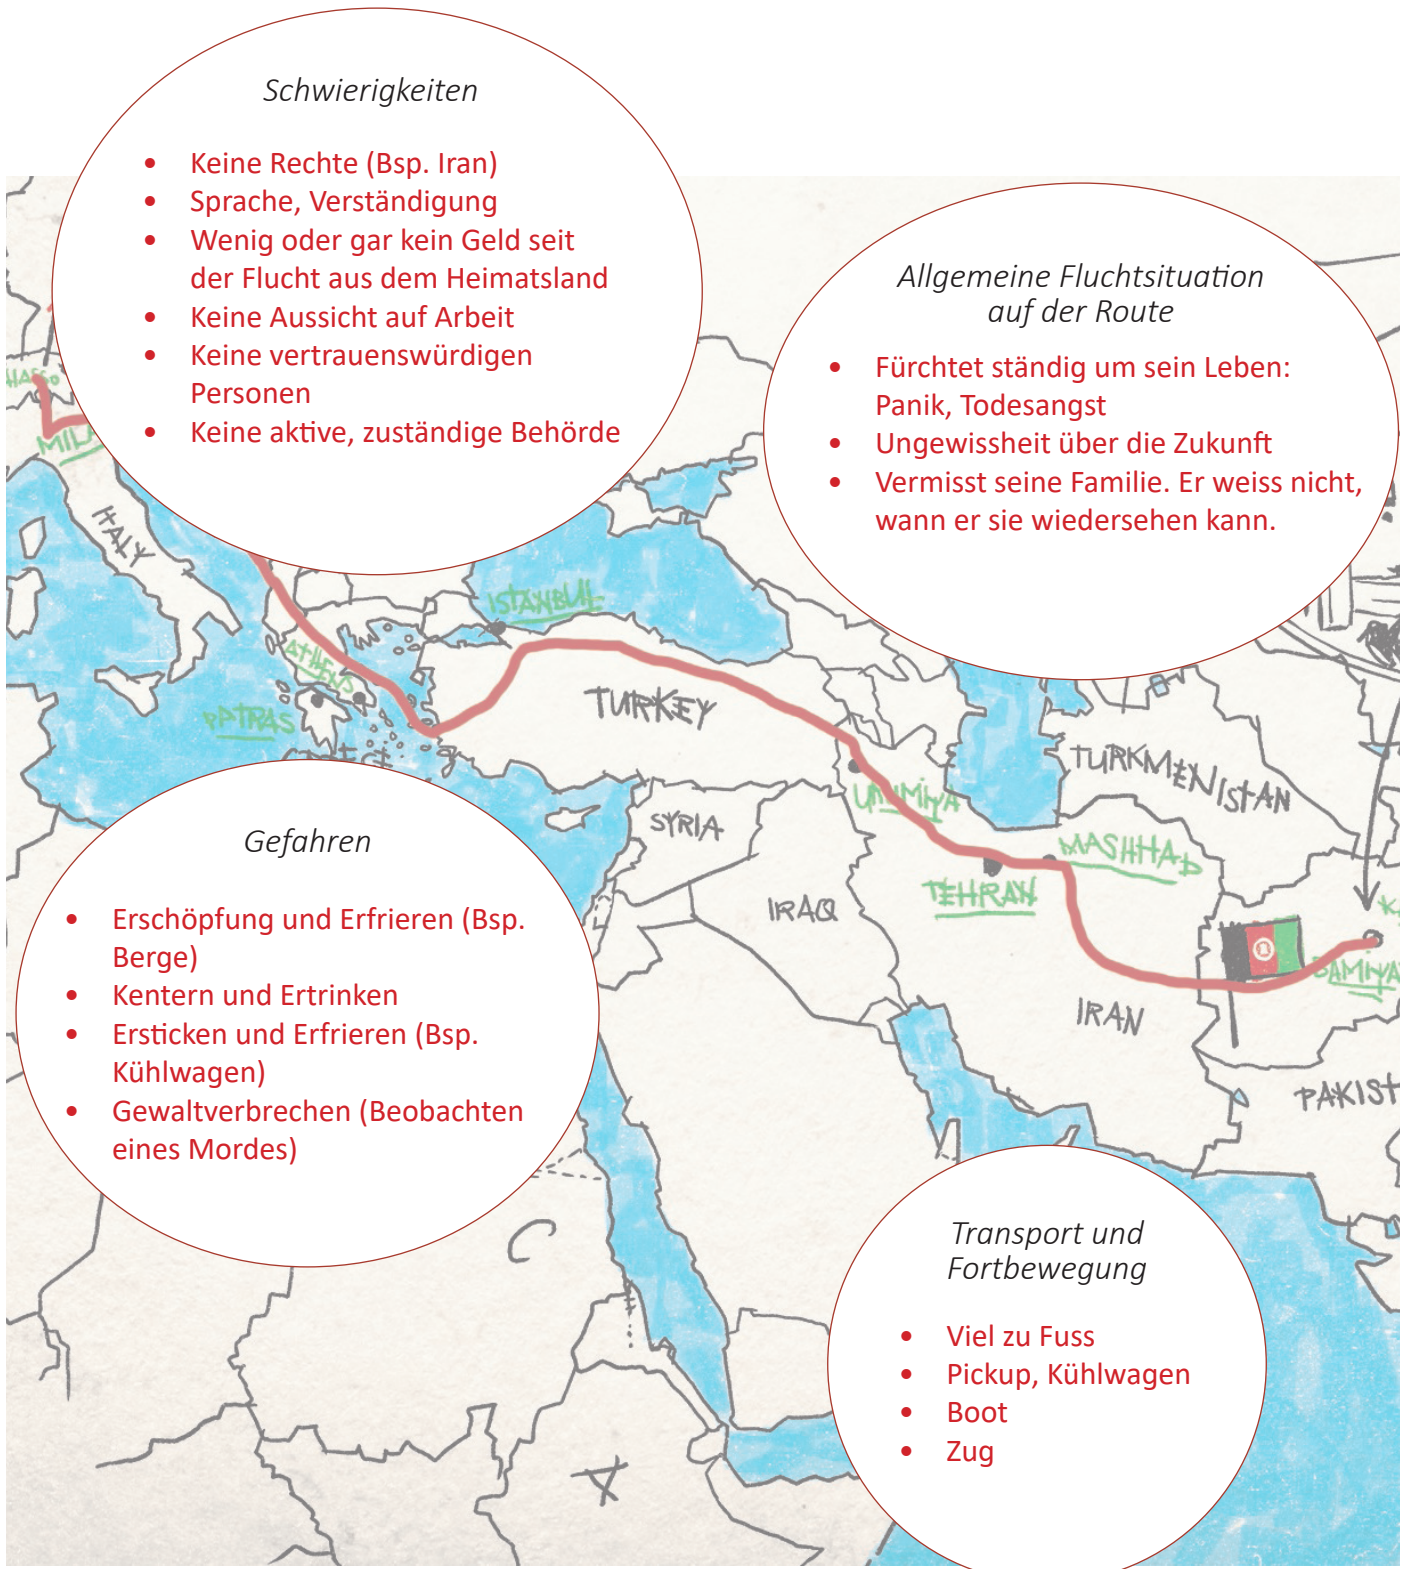 Schwierigkeiten
• Keine Rechte (Bsp. Iran)
• Sprache, Verständigung
• Wenig oder gar kein Geld seit
der Flucht aus dem Heimatsland
• Keine Aussicht auf Arbeit
• Keine vertrauenswürdigen
Personen
• Keine aktive, zuständige Behörde
Allgemeine Fluchtsituation
auf der Route
• Fürchtet ständig um sein Leben:
Panik, Todesangst
• Ungewissheit über die Zukunft
• Vermisst seine Familie. Er weiss nicht,
wann er sie wiedersehen kann.
ITALY
ISTANBUL
ATHENS
PATRAS
TURKEY
TURKMENISTAN
URUMIYA
SYRIA
MASHHAD
TEHRAN
IRAQ
IRAN
Gefahren
• Erschöpfung und Erfrieren (Bsp.
Berge)
• Kentern und Ertrinken
• Ersticken und Erfrieren (Bsp.
Kühlwagen)
• Gewaltverbrechen (Beobachten
eines Mordes)
BAMIYA
PAKIST
Transport und
Fortbewegung
• Viel zu Fuss
• Pickup, Kühlwagen
• Boot
• Zug